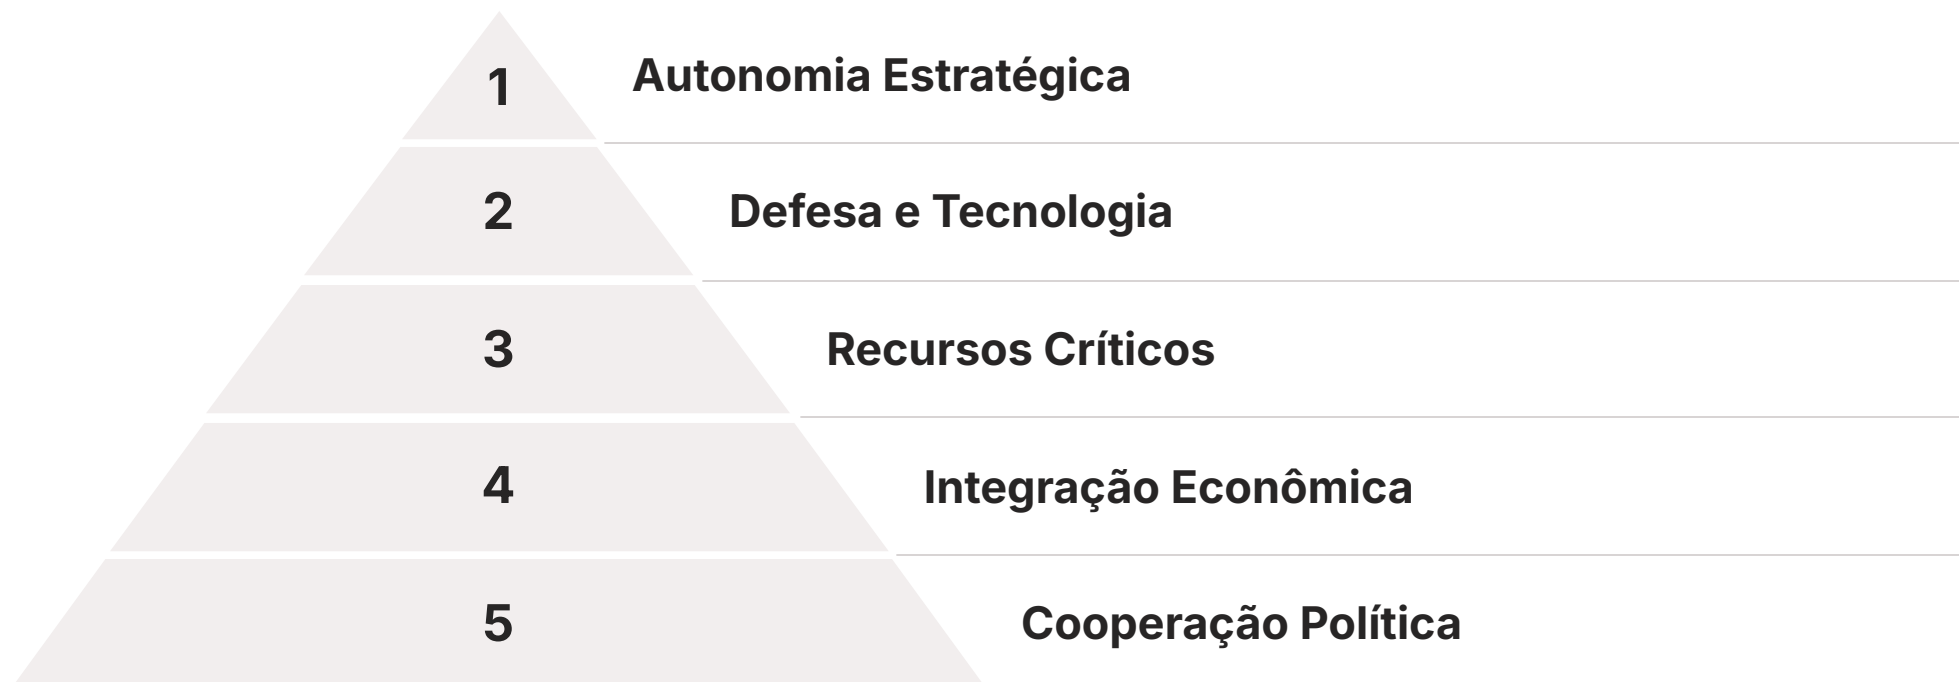 1
Autonomia Estratégica
2
Defesa e Tecnologia
3
Recursos Críticos
4
Integração Econômica
5
Cooperação Política